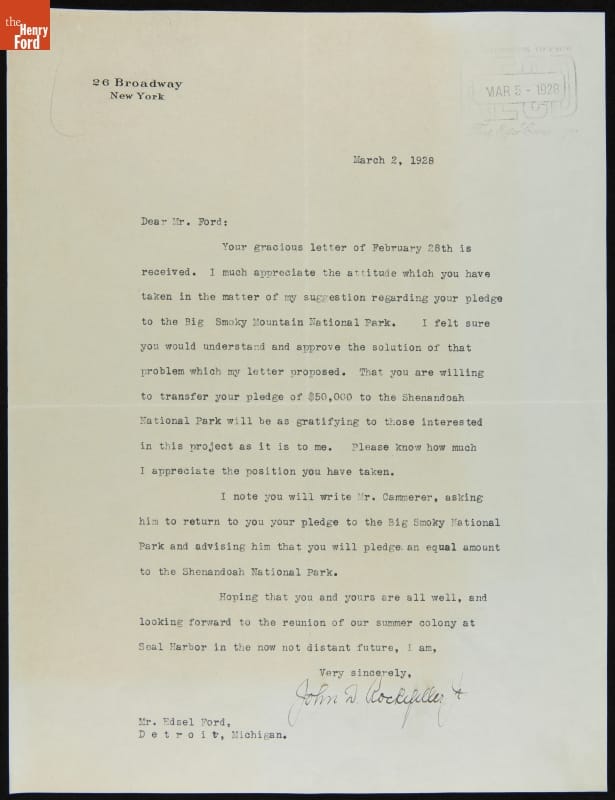 the
Henry
Ford
26 Broadway
New York
MAR 5 - 1928
March 2, 1928
Dear Mr. Ford:
Your gracious letter of February 28th is
received. I much appreciate the attitude which you have
taken in the matter of my suggestion regarding your pledge
to the Big Smoky Mountain National Park. I felt sure
you would understand and approve the solution of that
problem which my letter proposed. That you are willing
to transfer your pledge of $50,000 to the Shenandoah
National Park will be as gratifying to those interested
in this project as it is to me. Please know how much
I appreciate the position you have taken.
I note you will write Mr. Cammerer, asking
him to return to you your pledge to the Big Smoky National
Park and advising him that you will pledge an equal amount
to the Shenandoah National Park.
Hoping that you and yours are all well, and
looking forward to the reunion of our summer colony at
Seal Harbor in the now not distant future, I am,
Very sincerely,
John D. Rockefeller Jr
Mr. Edsel Ford,
Detroit, Michigan.